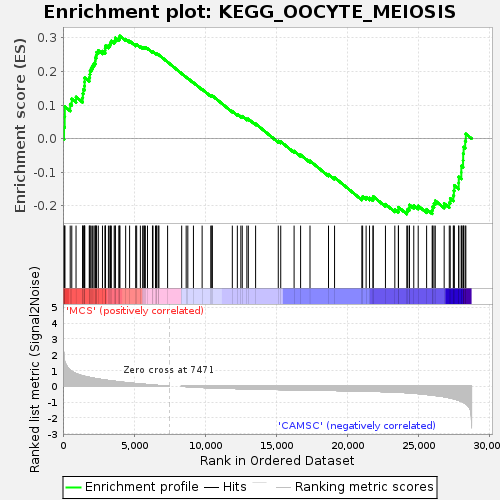 Enrichment plot: KEGG_OOCYTE_MEIOSIS
Enrichment score (ES)
0.3
0.2
0.1
0.0
-0.1
-0.2
'MCS' (positively correlated)
Ranked list metric (Signal2Noise)
5
4
3
2
1
0
-1
-2
-3
Zero cross at 7471
'CAMSC' (negatively correlated)
0 5,000 10,000 15,000 20,000 25,000 30,000
Rank in Ordered Dataset
Enrichment profile Hits Ranking metric scores